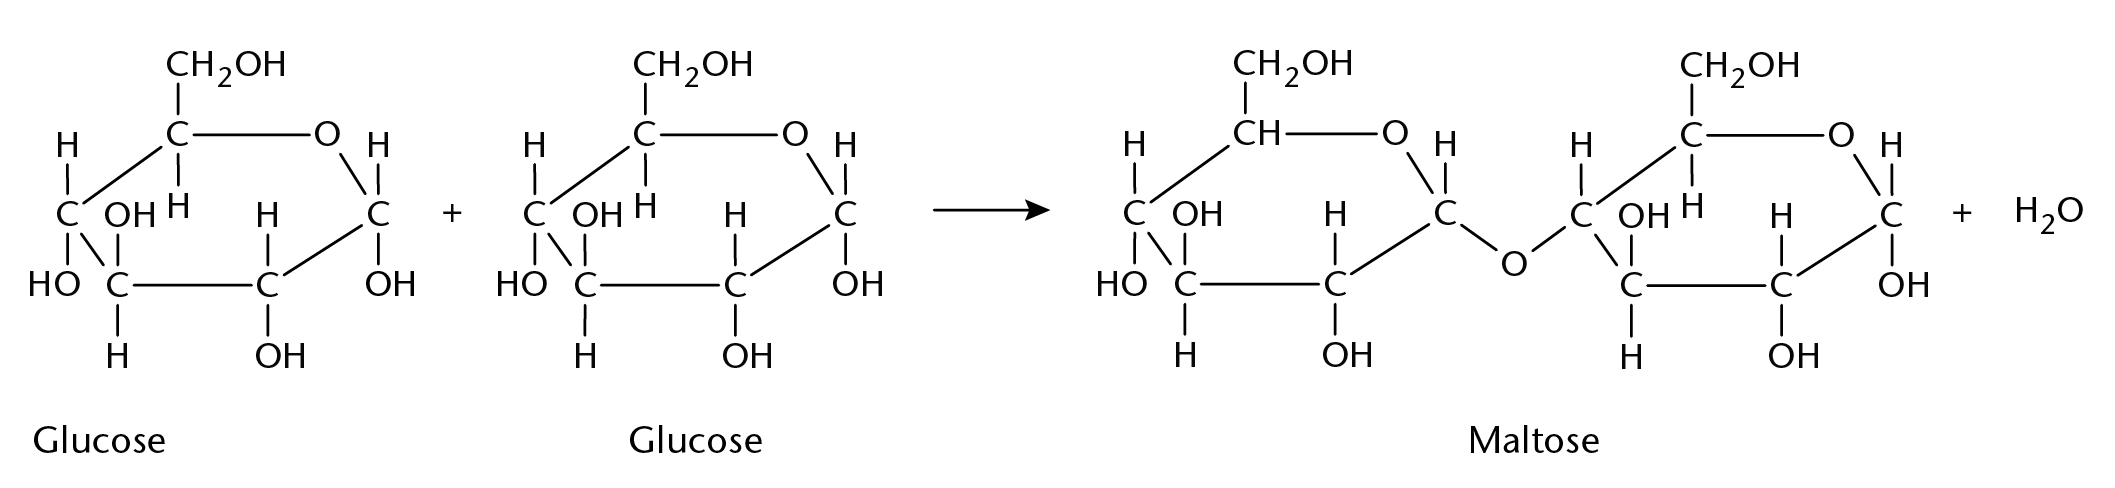 CH2OH CH2OH CH2OH CH2OH
H C O H H C O H H CH O H H C O H
C OH H H C + C OH H H C C OH H C C OH H H C + H2O
HO C C OH HO C C OH HO C C O C C OH
H OH H OH H OH H OH
Glucose Glucose Maltose